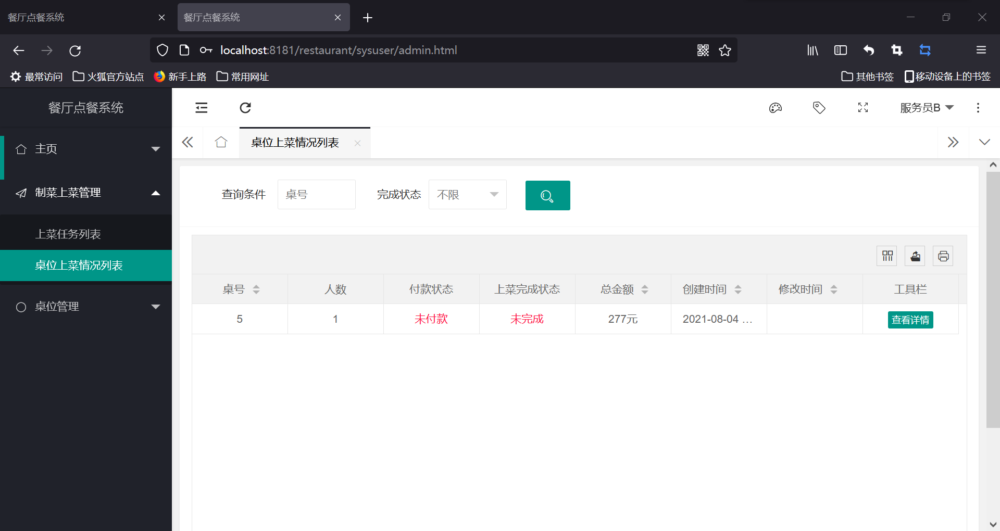 餐厅点餐系统
餐厅点餐系统
localhost:8181/restaurant/sysuser/admin.html
最常访问 火狐官方站点 新手上路 常用网址 其他书签 移动设备上的书签
餐厅点餐系统
服务员B
主页
桌位上菜情况列表
制菜上菜管理
上菜任务列表
桌位上菜情况列表
桌位管理
查询条件 桌号 完成状态 不限
桌号 人数 付款状态 上菜完成状态 总金额 创建时间 修改时间 工具栏
5 1 未付款 未完成 277元 2021-08-04 … 查看详情